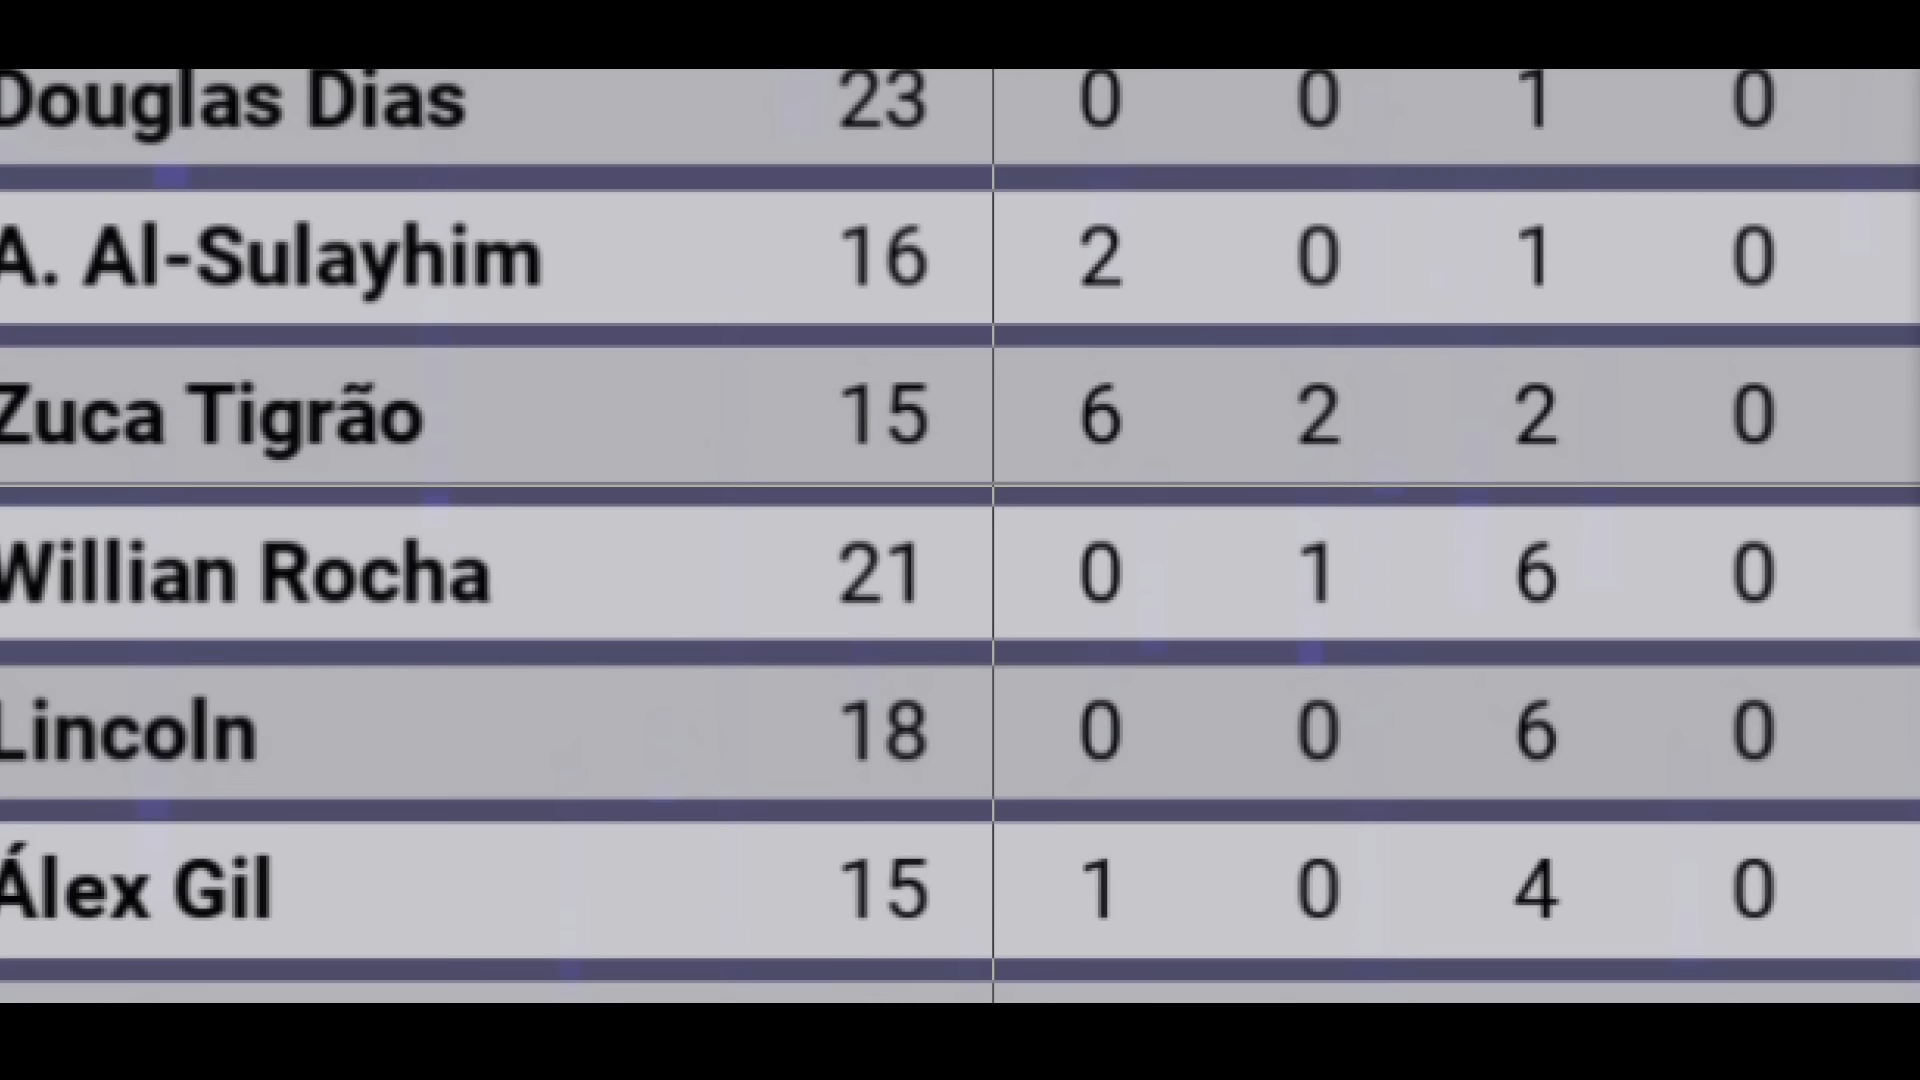 Douglas Dias 23 0 0 1 0
A. Al-Sulayhim 16 2 0 1 0
Zuca Tigrão 15 6 2 2 0
Willian Rocha 21 0 1 6 0
Lincoln 18 0 0 6 0
Álex Gil 15 1 0 4 0